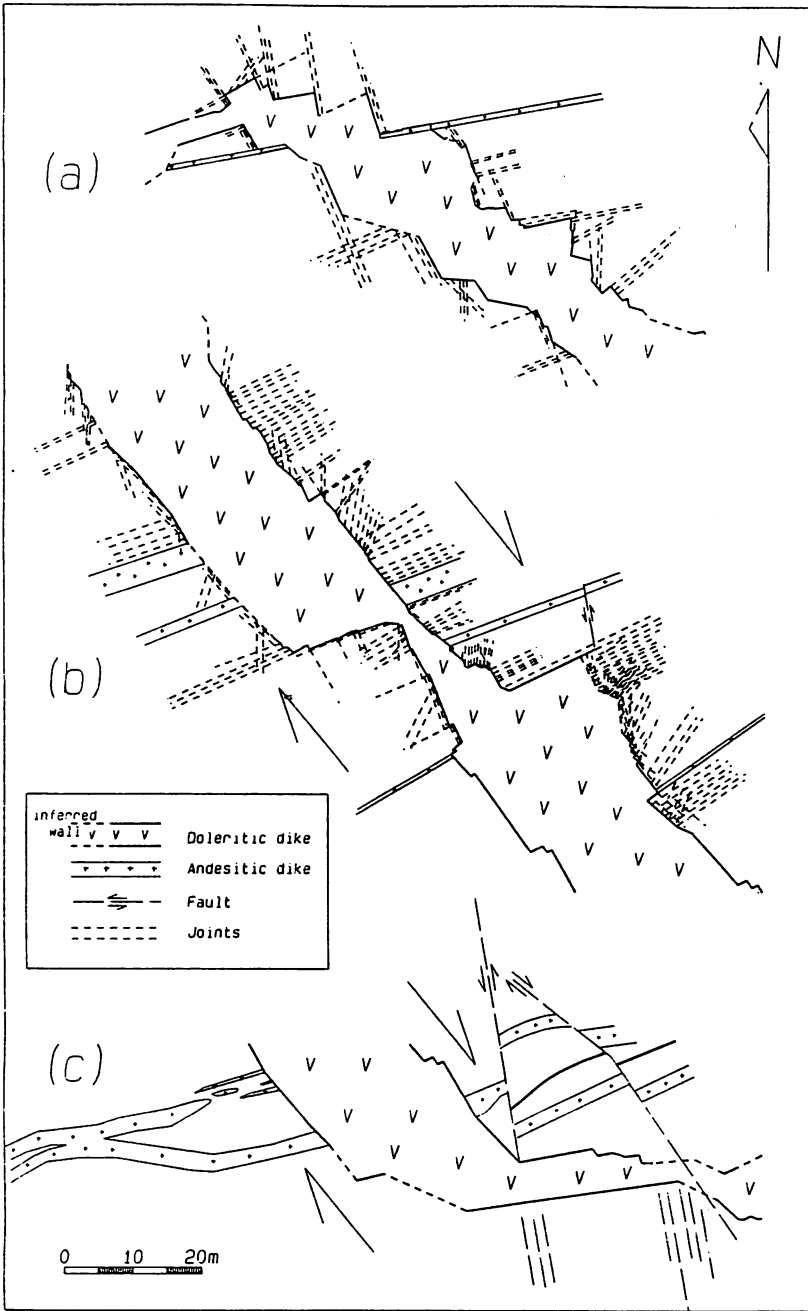 N
(a)
(b)
inferred
wall
V V V Doleritic dike
Andesitic dike
Fault
Joints
(c)
0 10 20m